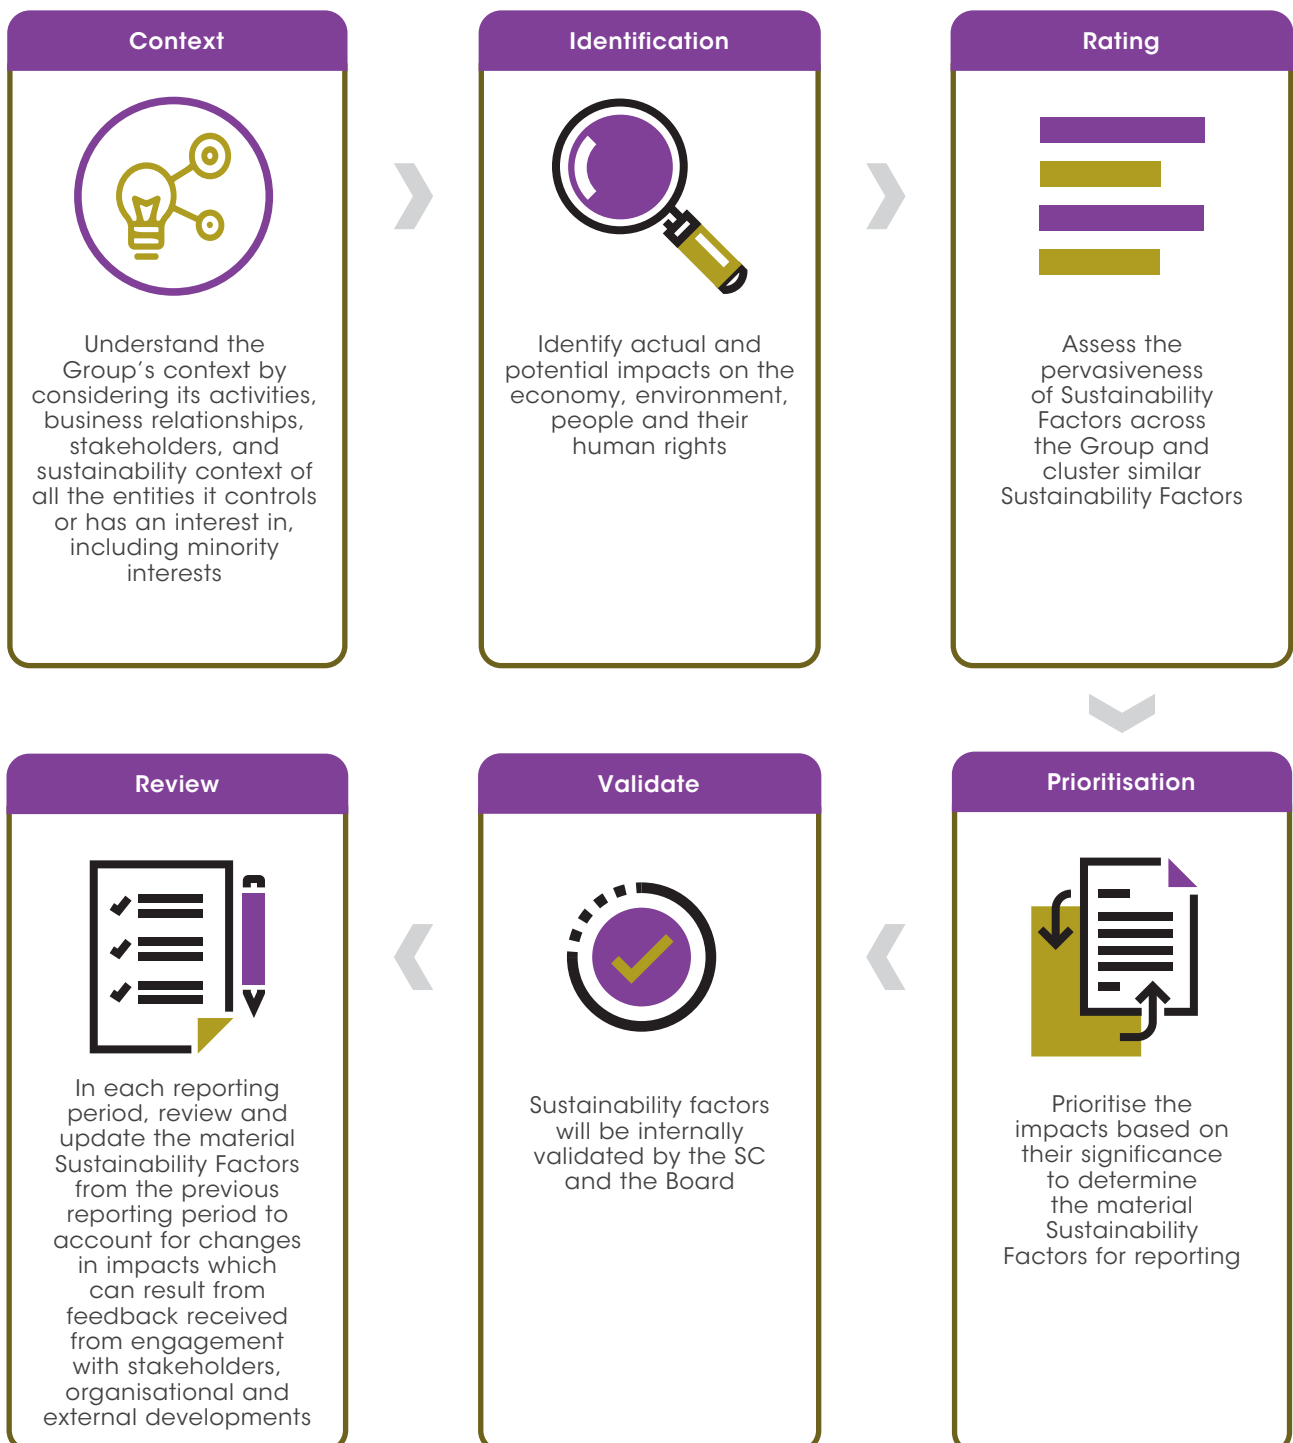 Context
Understand the
Group's context by
considering its activities,
business relationships,
stakeholders, and
sustainability context of
all the entities it controls
or has an interest in,
including minority
interests
Identification
Identify actual and
potential impacts on the
economy, environment,
people and their
human rights
Rating
Assess the
pervasiveness
of Sustainability
Factors across
the Group and
cluster similar
Sustainability Factors
Prioritisation
Prioritise the
impacts based on
their significance
to determine
the material
Sustainability
Factors for reporting
Validate
Sustainability factors
will be internally
validated by the SC
and the Board
Review
In each reporting
period, review and
update the material
Sustainability Factors
from the previous
reporting period to
account for changes
in impacts which
can result from
feedback received
from engagement
with stakeholders,
organisational and
external developments